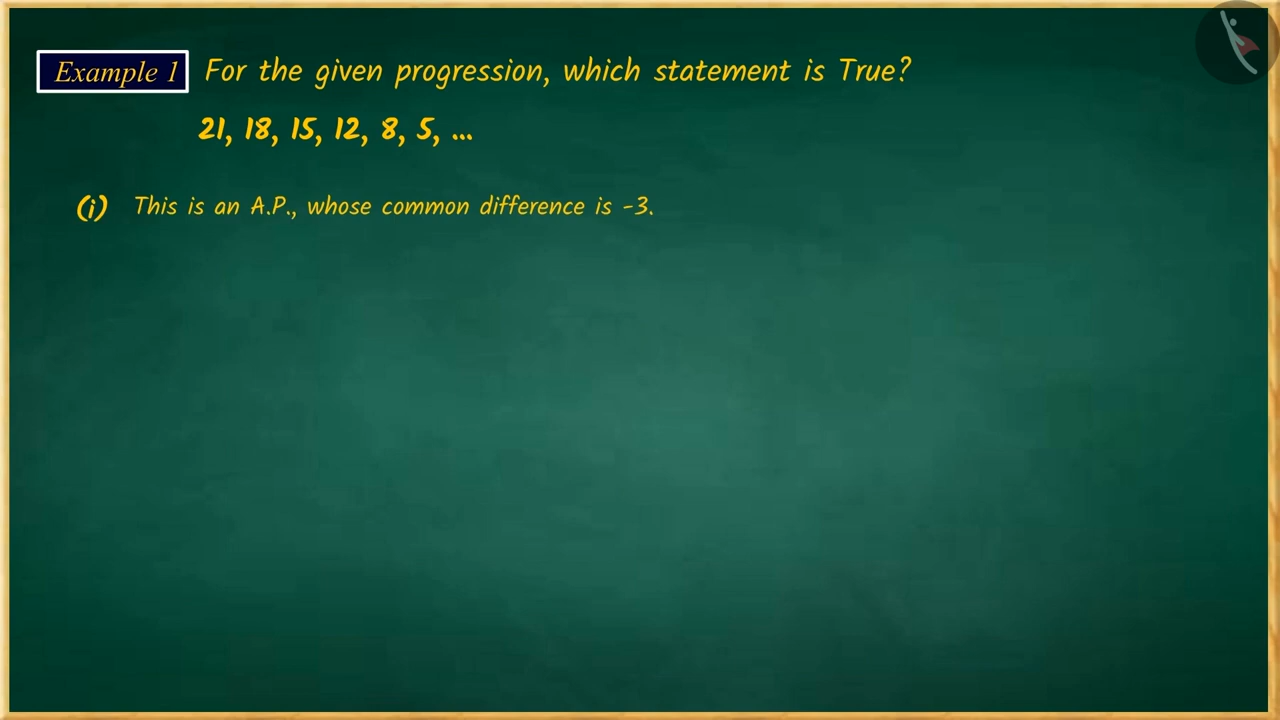 Example 1 For the given progression, which statement is True?
21, 18, 15, 12, 8, 5, ...
(i) This is an A.P., whose common difference is -3.